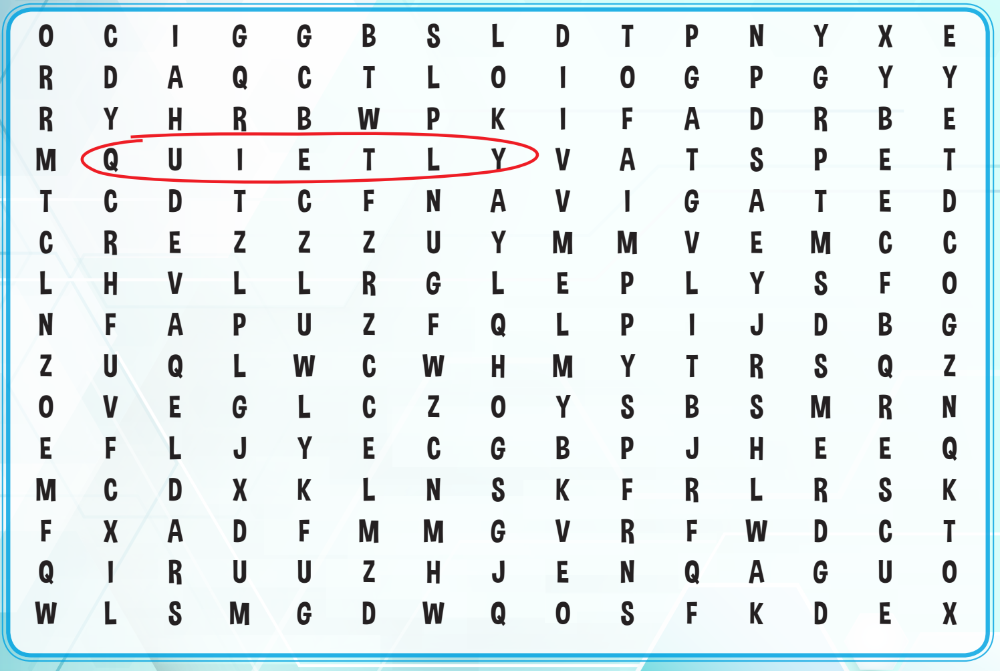 O C I G G B S L D T P N Y X E
R D A Q C T L O I O G P G Y Y
R Y H R B W P K I F A D R B E
M Q U I E T L Y V A T S P E T
T C D T C F N A V I G A T E D
C R E Z Z Z U Y M M V E M C C
L H V L L R G L E P L Y S F O
N F A P U Z F Q L P I J D B G
Z U Q L W C W H M Y T R S Q Z
O V E G L C Z O Y S B S M R N
E F L J Y E C G B P J H E E Q
M C D X K L N S K F R L R S K
F X A D F M M G V R F W D C T
Q I R U U Z H J E N Q A G U O
W L S M G D W Q O S F K D E X